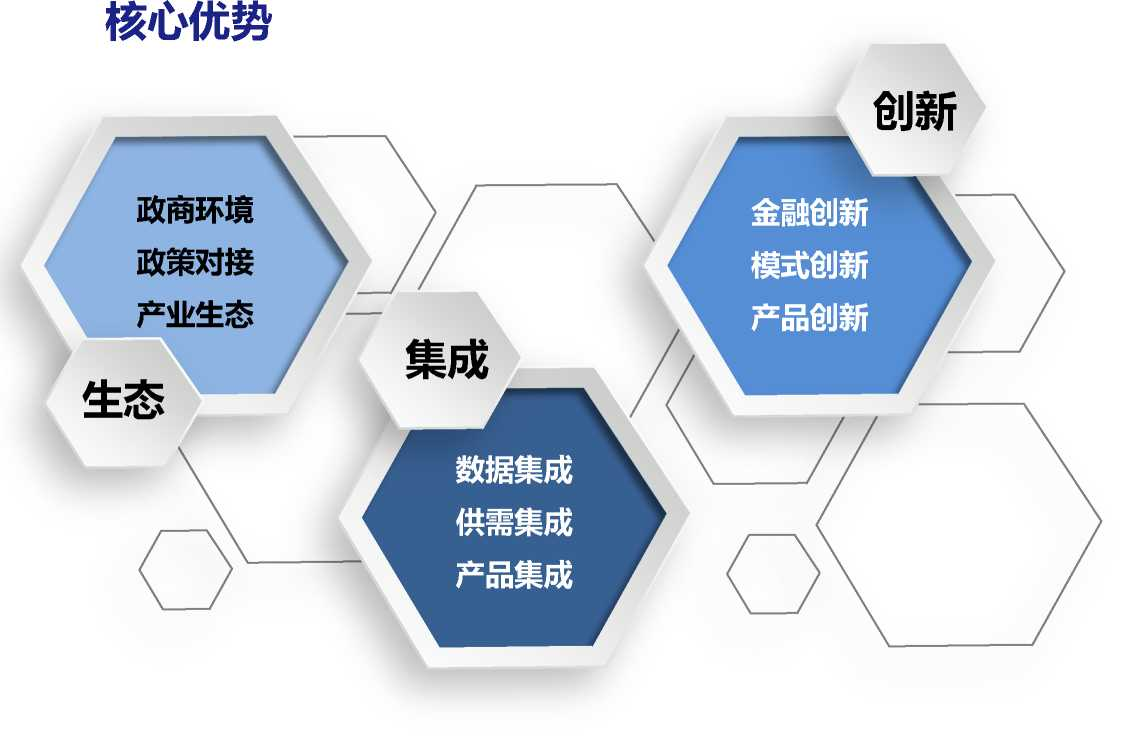 核心优势
生态
政商环境
政策对接
产业生态
集成
数据集成
供需集成
产品集成
创新
金融创新
模式创新
产品创新